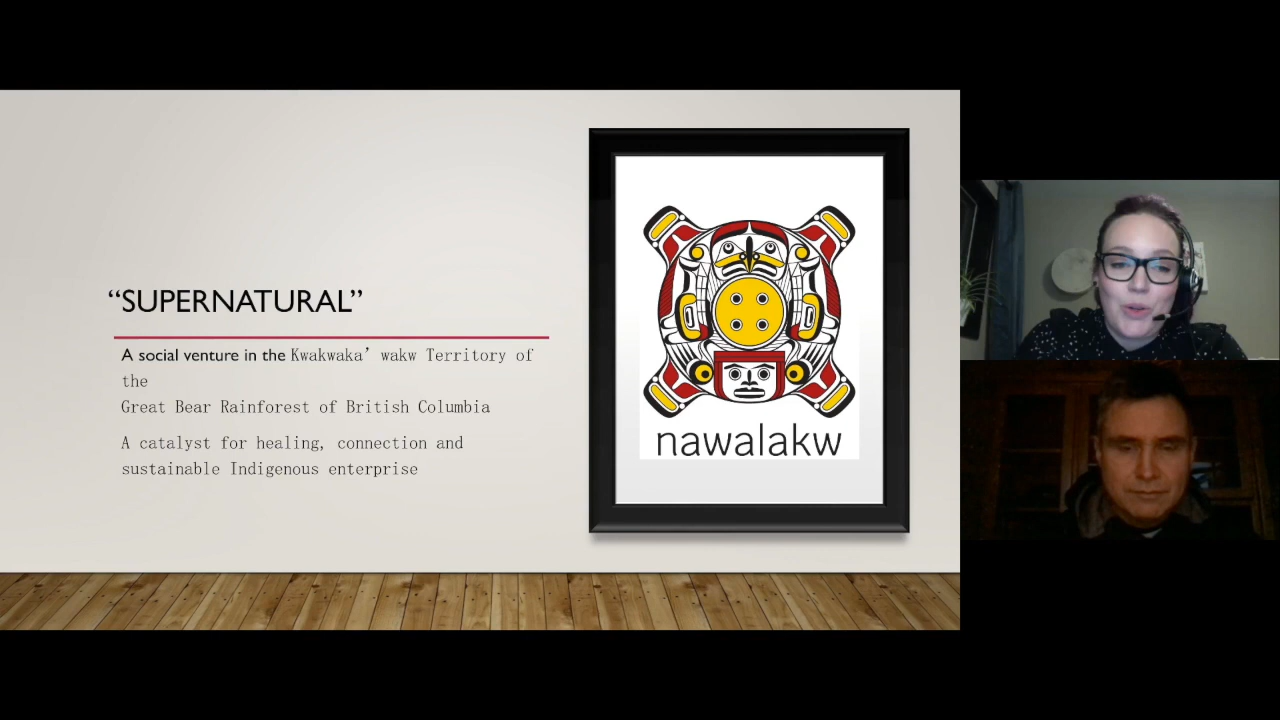 “SUPERNATURAL”
A social venture in the Kwakwaka’wakw Territory of
the
Great Bear Rainforest of British Columbia
A catalyst for healing, connection and
sustainable Indigenous enterprise
nawalakw